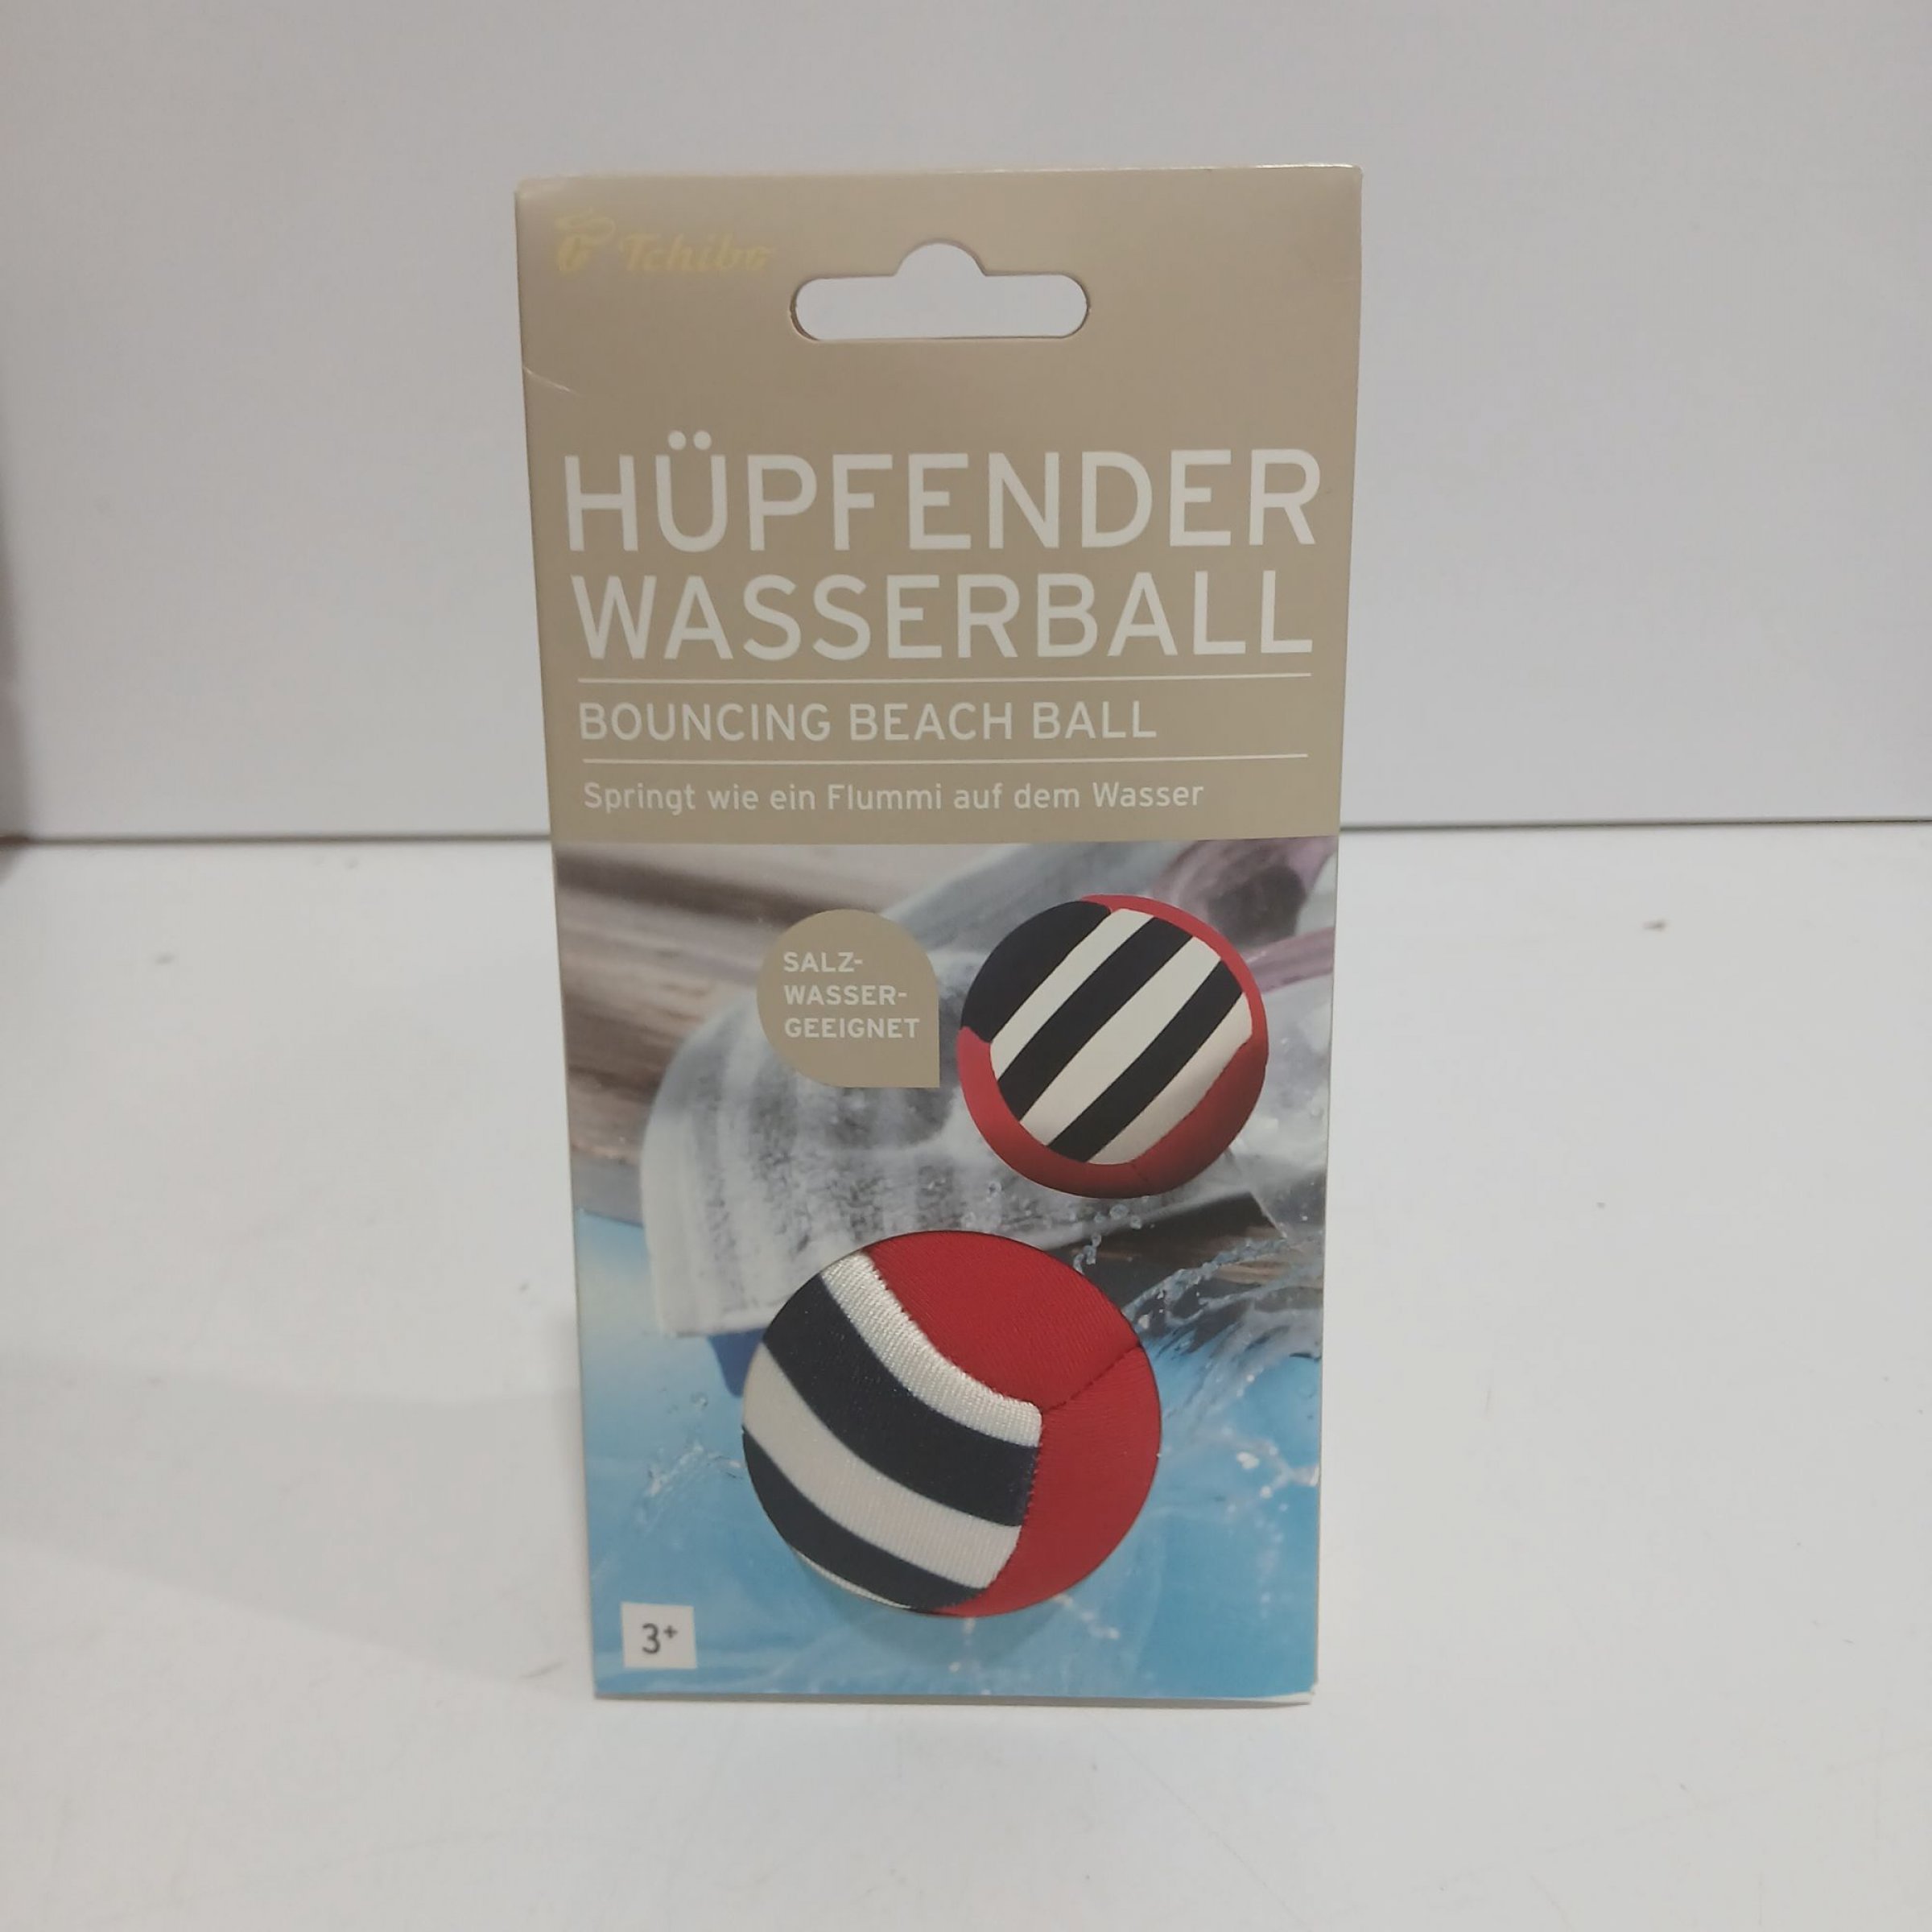 Tchibo
HÜPFENDER
WASSERBALL
BOUNCING BEACH BALL
Springt wie ein Flummi auf dem Wasser
SALZ-
WASSER-
GEEIGNET
3+